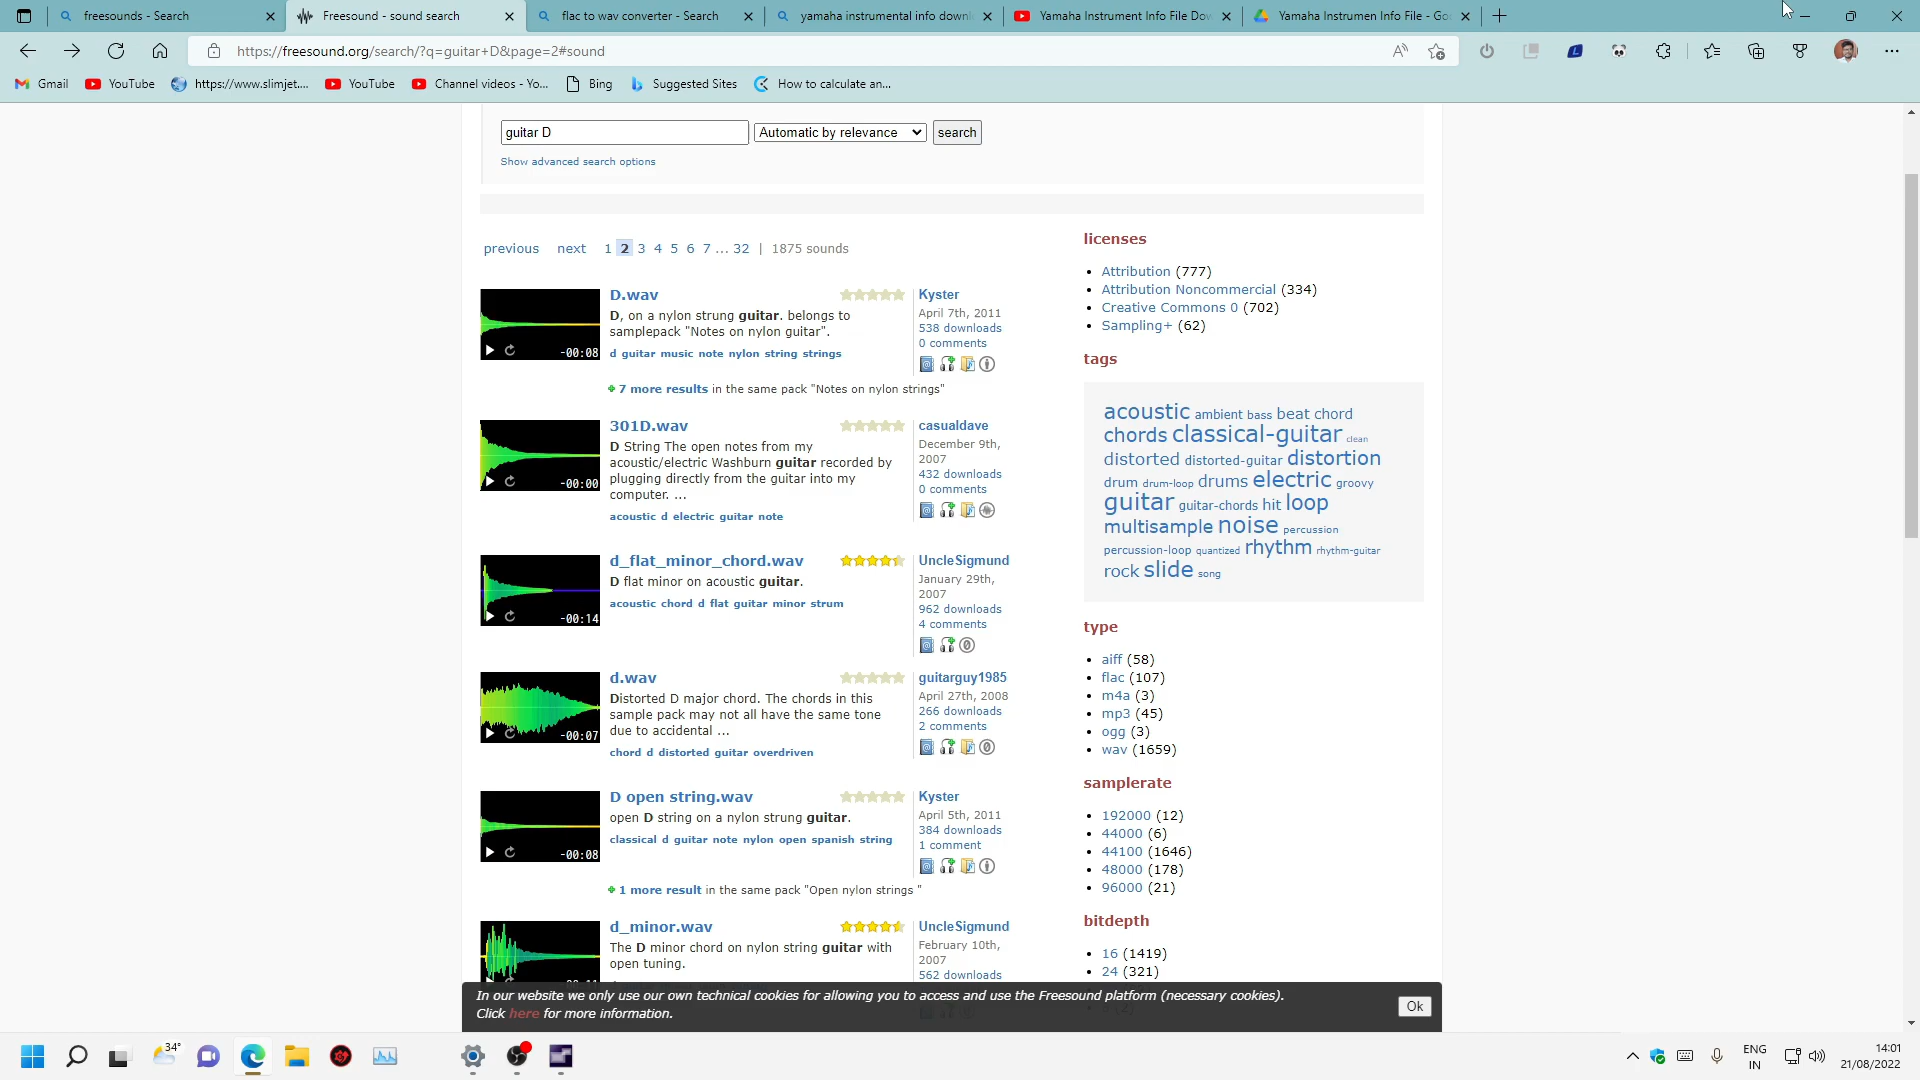 freesounds - Search
Freesound - sound search
flac to wav converter - Search
yamaha instrumental info downl
Yamaha Instrument Info File Dow
Yamaha Instrumen Info File - Goo
https://freesound.org/search/?q=guitar+D&page=2#sound
Gmail
YouTube
https://www.slimjet....
YouTube
Channel videos - Yo...
Bing
Suggested Sites
How to calculate an...
guitar D
Automatic by relevance
search
Show advanced search options
previous next 1 2 3 4 5 6 7 ... 32 | 1875 sounds
D.wav
D, on a nylon strung guitar. belongs to
samplepack "Notes on nylon guitar".
d guitar music note nylon string strings
-00:08
Kyster
April 7th, 2011
538 downloads
0 comments
7 more results in the same pack "Notes on nylon strings"
301D.wav
D String The open notes from my
acoustic/electric Washburn guitar recorded by
plugging directly from the guitar into my
computer. ...
acoustic d electric guitar note
-00:00
casualdave
December 9th,
2007
432 downloads
0 comments
d_flat_minor_chord.wav
D flat minor on acoustic guitar.
acoustic chord d flat guitar minor strum
-00:14
UncleSigmund
January 29th,
2007
962 downloads
4 comments
d.wav
Distorted D major chord. The chords in this
sample pack may not all have the same tone
due to accidental ...
chord d distorted guitar overdriven
-00:07
guitarguy1985
April 27th, 2008
266 downloads
2 comments
D open string.wav
open D string on a nylon strung guitar.
classical d guitar note nylon open spanish string
-00:08
Kyster
April 5th, 2011
384 downloads
1 comment
1 more result in the same pack "Open nylon strings "
d_minor.wav
The D minor chord on nylon string guitar with
open tuning.
UncleSigmund
February 10th,
2007
562 downloads
licenses
Attribution (777)
Attribution Noncommercial (334)
Creative Commons 0 (702)
Sampling+ (62)
tags
acoustic ambient bass beat chord
chords classical-guitar clean
distorted distorted-guitar distortion
drum drum-loop drums electric groovy
guitar guitar-chords hit loop
multisample noise percussion
percussion-loop quantized rhythm rhythm-guitar
rock slide song
type
aiff (58)
flac (107)
m4a (3)
mp3 (45)
ogg (3)
wav (1659)
samplerate
192000 (12)
44000 (6)
44100 (1646)
48000 (178)
96000 (21)
bitdepth
16 (1419)
24 (321)
In our website we only use our own technical cookies for allowing you to access and use the Freesound platform (necessary cookies).
Click here for more information.
Ok
34°
ENG
IN
14:01
21/08/2022